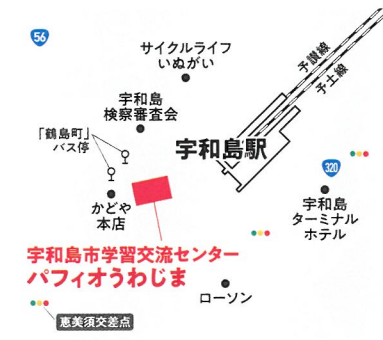 56
サイクルライフ
いぬがい
予讃線
予土線
宇和島
検察審査会
「鶴島町」
バス停
宇和島駅
320
かどや
本店
宇和島
ターミナル
ホテル
宇和島市学習交流センター
パフィオうわじま
ローソン
恵美須交差点